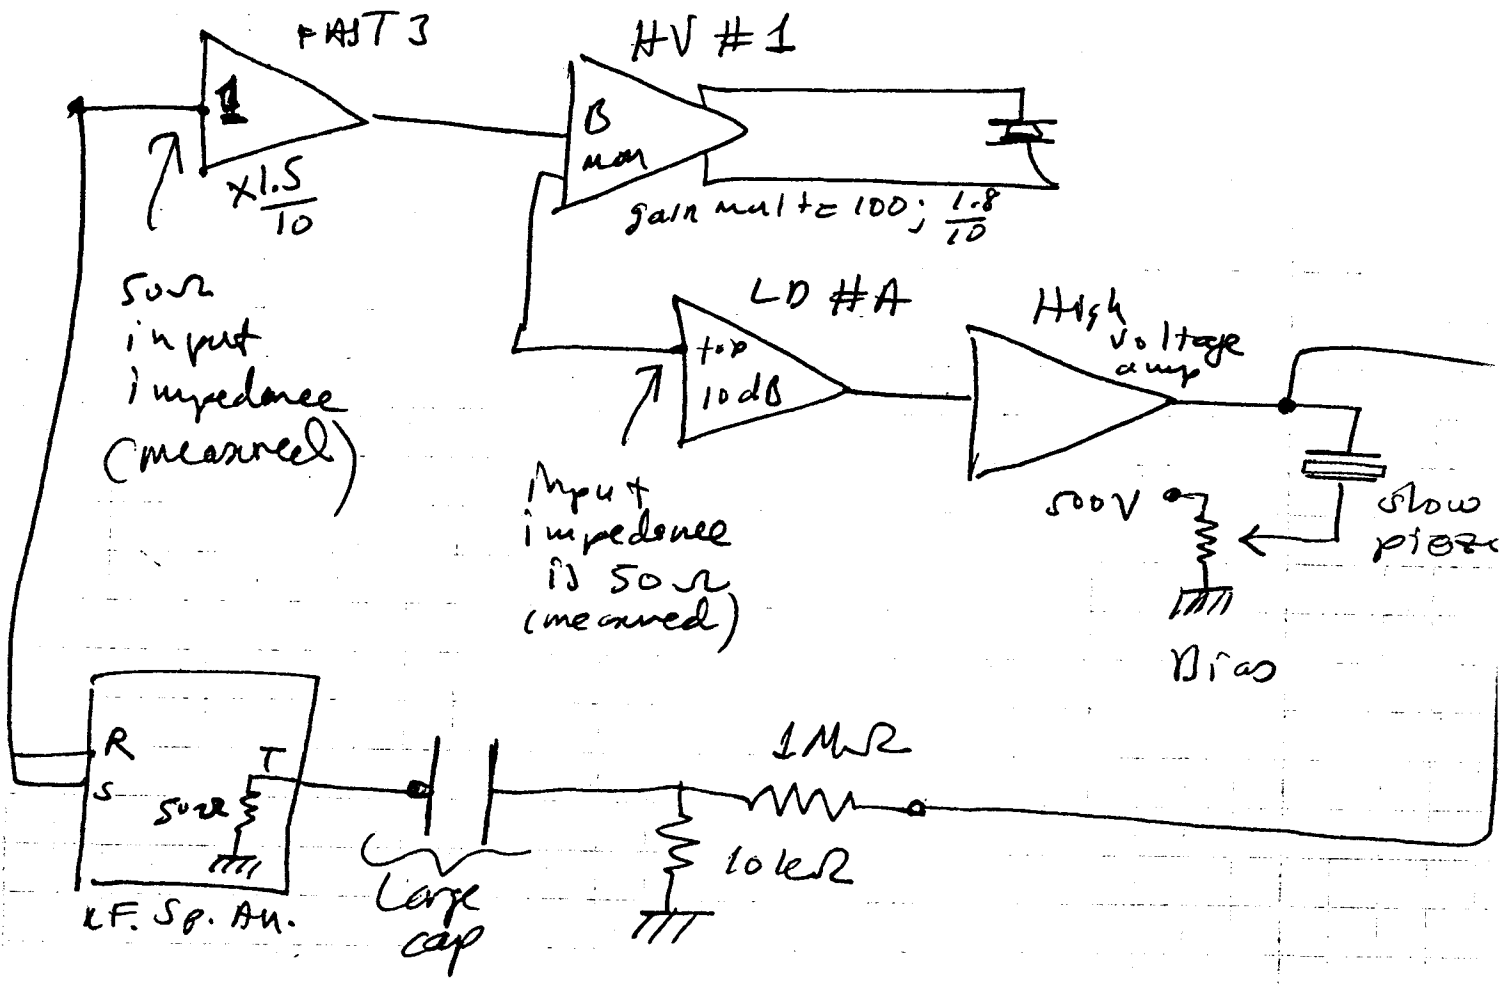 FAST 3
HV #1
1
x 1.5
10
B
mon
gain mult = 100; 1.8
10
50Ω
input
impedance
(measured)
LD #A
top
10dB
High
voltage
amp
input
impedance
is 50Ω
(measured)
500V
slow
piezo
Bias
R
S
T
50Ω
RF. Sp. An.
Large
cap
1MΩ
10kΩ